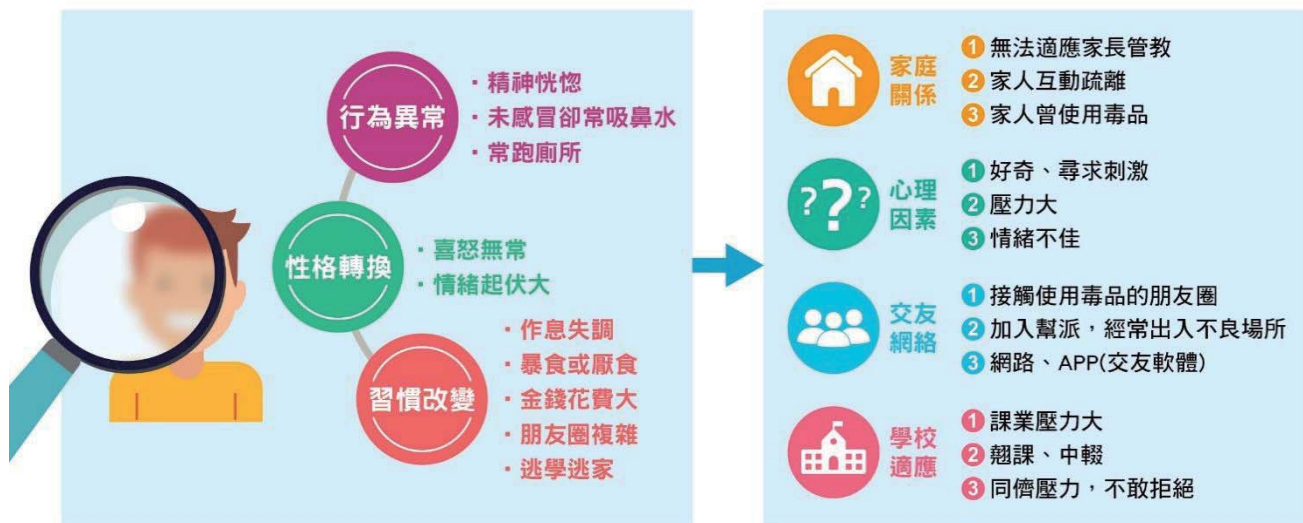 行為異常
・精神恍惚
・未感冒卻常吸鼻水
・常跑廁所
性格轉換
・喜怒無常
・情緒起伏大
習慣改變
・作息失調
・暴食或厭食
・金錢花費大
・朋友圈複雜
・逃學逃家
家庭
關係
1 無法適應家長管教
2 家人互動疏離
3 家人曾使用毒品
???
心理
因素
1 好奇、尋求刺激
2 壓力大
3 情緒不佳
交友
網絡
1 接觸使用毒品的朋友圈
2 加入幫派，經常出入不良場所
3 網路、APP(交友軟體)
學校
適應
1 課業壓力大
2 翹課、中輟
3 同儕壓力，不敢拒絕